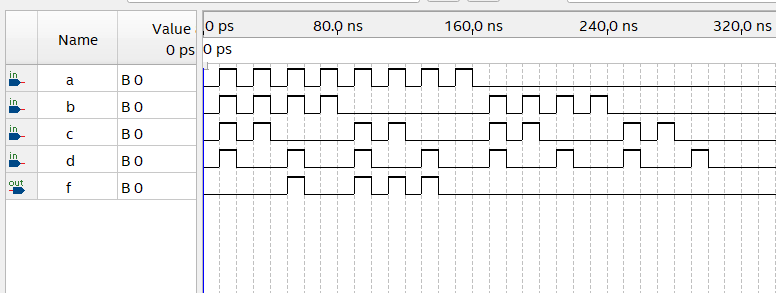 Name
Value
0 ps
0 ps
80.0 ns
160.0 ns
240.0 ns
320.0 ns
0 ps
in
a
B 0
in
b
B 0
in
c
B 0
in
d
B 0
out
f
B 0